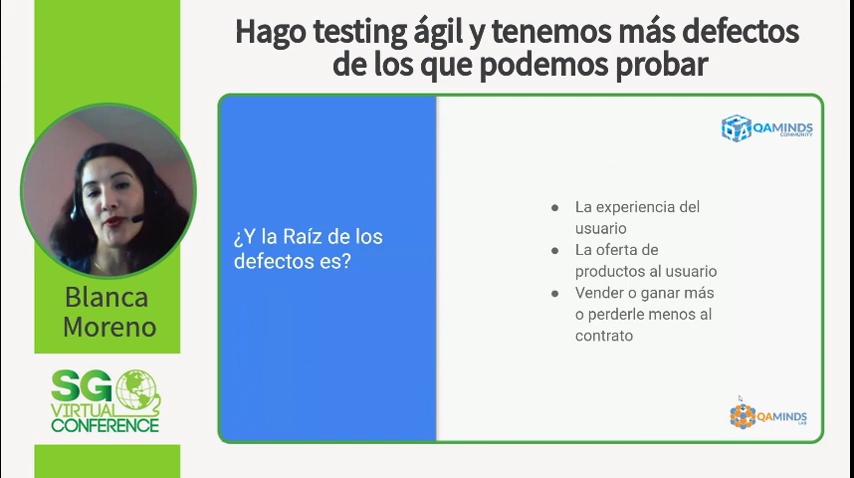 Hago testing ágil y tenemos más defectos
de los que podemos probar
QAMINDS
COMMUNITY
¿Y la Raíz de los
defectos es?
● La experiencia del
usuario
● La oferta de
productos al usuario
● Vender o ganar más
o perderle menos al
contrato
Blanca
Moreno
SG
VIRTUAL
CONFERENCE
QAMINDS
LAB